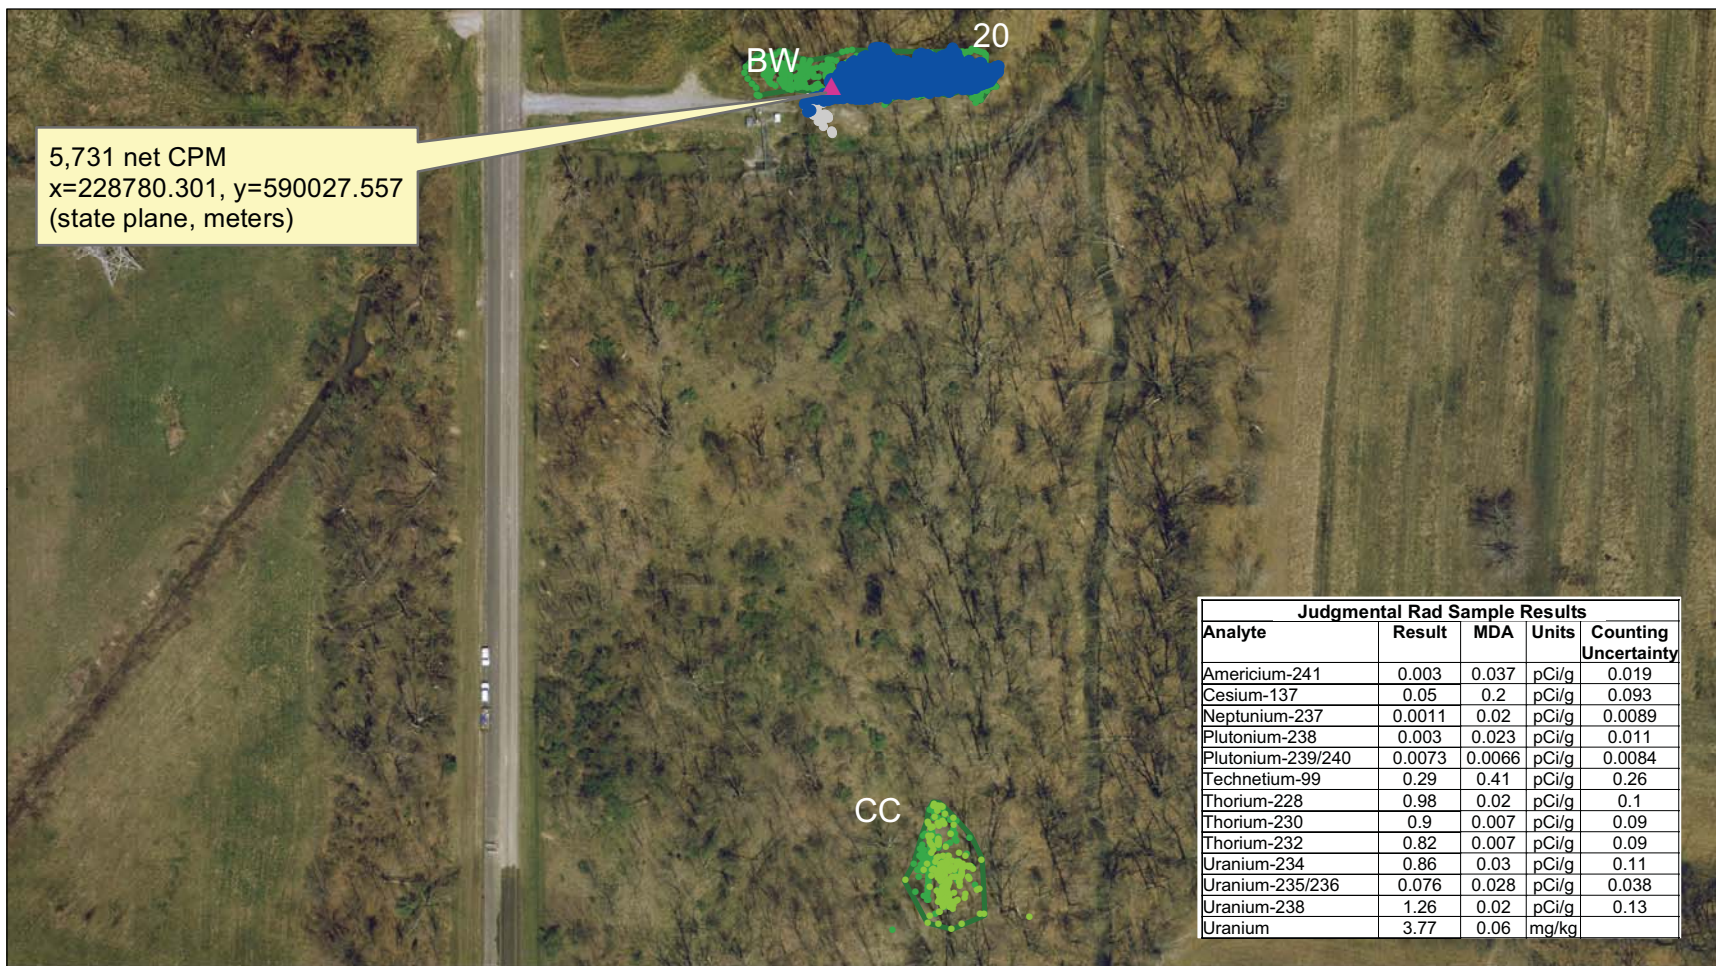 BW
20
5,731 net CPM
x=228780.301, y=590027.557
(state plane, meters)
CC
Judgmental Rad Sample Results
Analyte Result MDA Units Counting Uncertainty
Americium-241 0.003 0.037 pCi/g 0.019
Cesium-137 0.05 0.2 pCi/g 0.093
Neptunium-237 0.0011 0.02 pCi/g 0.0089
Plutonium-238 0.003 0.023 pCi/g 0.011
Plutonium-239/240 0.0073 0.0066 pCi/g 0.0084
Technetium-99 0.29 0.41 pCi/g 0.26
Thorium-228 0.98 0.02 pCi/g 0.1
Thorium-230 0.9 0.007 pCi/g 0.09
Thorium-232 0.82 0.007 pCi/g 0.09
Uranium-234 0.86 0.03 pCi/g 0.11
Uranium-235/236 0.076 0.028 pCi/g 0.038
Uranium-238 1.26 0.02 pCi/g 0.13
Uranium 3.77 0.06 mg/kg